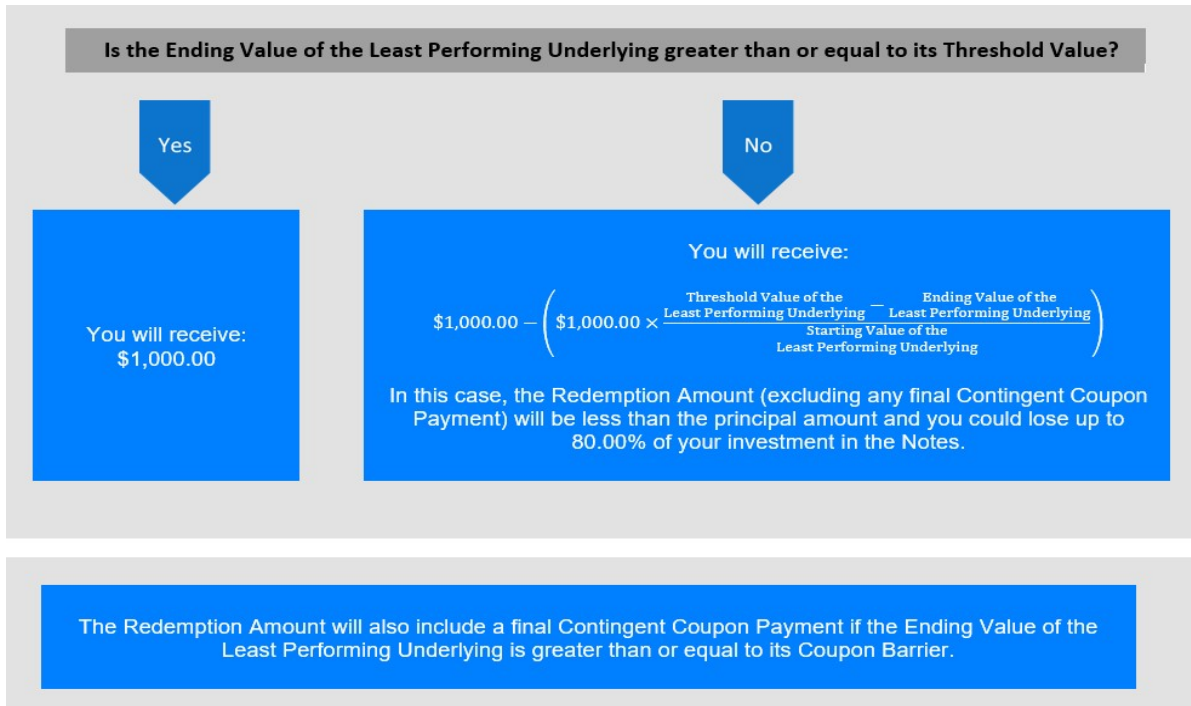 Is the Ending Value of the Least Performing Underlying greater than or equal to its Threshold Value?
Yes
No
You will receive:
$1,000.00
You will receive:
$1,000.00 − ($1,000.00 × (Threshold Value of the Least Performing Underlying − Ending Value of the Least Performing Underlying) / Starting Value of the Least Performing Underlying)
In this case, the Redemption Amount (excluding any final Contingent Coupon
Payment) will be less than the principal amount and you could lose up to
80.00% of your investment in the Notes.
The Redemption Amount will also include a final Contingent Coupon Payment if the Ending Value of the
Least Performing Underlying is greater than or equal to its Coupon Barrier.